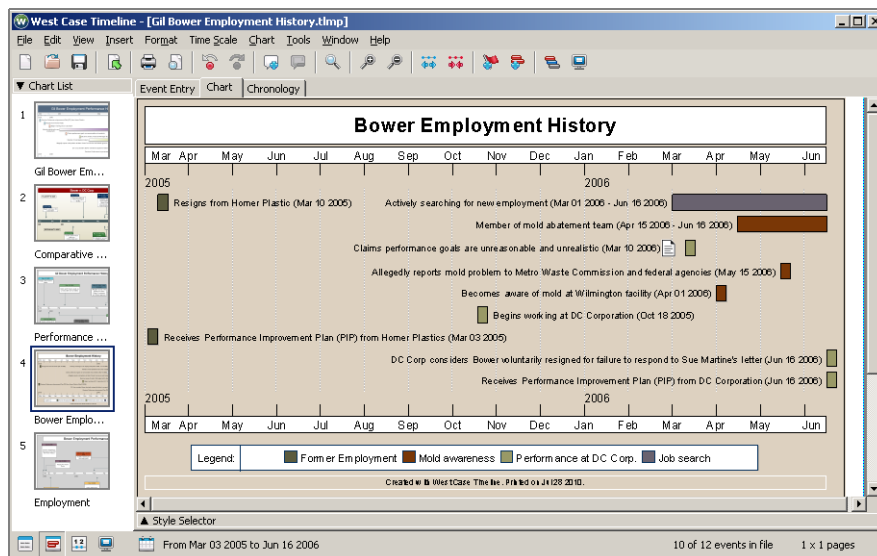 West Case Timeline - [Gil Bower Employment History.tlmp]
File Edit View Insert Format Time Scale Chart Tools Window Help
Chart List
Event Entry Chart Chronology
1
Gil Bower Em...
2
Comparative ...
3
Performance ...
4
Bower Emplo...
5
Employment
Bower Employment History
Mar Apr May Jun Jul Aug Sep Oct Nov Dec Jan Feb Mar Apr May Jun
2005 2006
Resigns from Homer Plastic (Mar 10 2005)
Actively searching for new employment (Mar 01 2006 - Jun 16 2006)
Member of mold abatement team (Apr 15 2006 - Jun 16 2006)
Claims performance goals are unreasonable and unrealistic (Mar 10 2006)
Allegedly reports mold problem to Metro Waste Commission and federal agencies (May 15 2006)
Becomes aware of mold at Wilmington facility (Apr 01 2006)
Begins working at DC Corporation (Oct 18 2005)
Receives Performance Improvement Plan (PIP) from Homer Plastics (Mar 03 2005)
DC Corp considers Bower voluntarily resigned for failure to respond to Sue Martine's letter (Jun 16 2006)
Receives Performance Improvement Plan (PIP) from DC Corporation (Jun 16 2006)
2005 2006
Mar Apr May Jun Jul Aug Sep Oct Nov Dec Jan Feb Mar Apr May Jun
Legend: Former Employment Mold awareness Performance at DC Corp. Job search
Created with West Case Timeline. Printed on Jul 28 2010.
Style Selector
From Mar 03 2005 to Jun 16 2006
10 of 12 events in file
1 x 1 pages